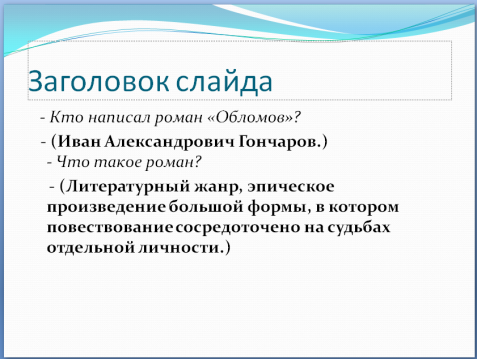 Заголовок слайда
- Кто написал роман «Обломов»?
- (Иван Александрович Гончаров.)
- Что такое роман?
- (Литературный жанр, эпическое
произведение большой формы, в котором
повествование сосредоточено на судьбах
отдельной личности.)